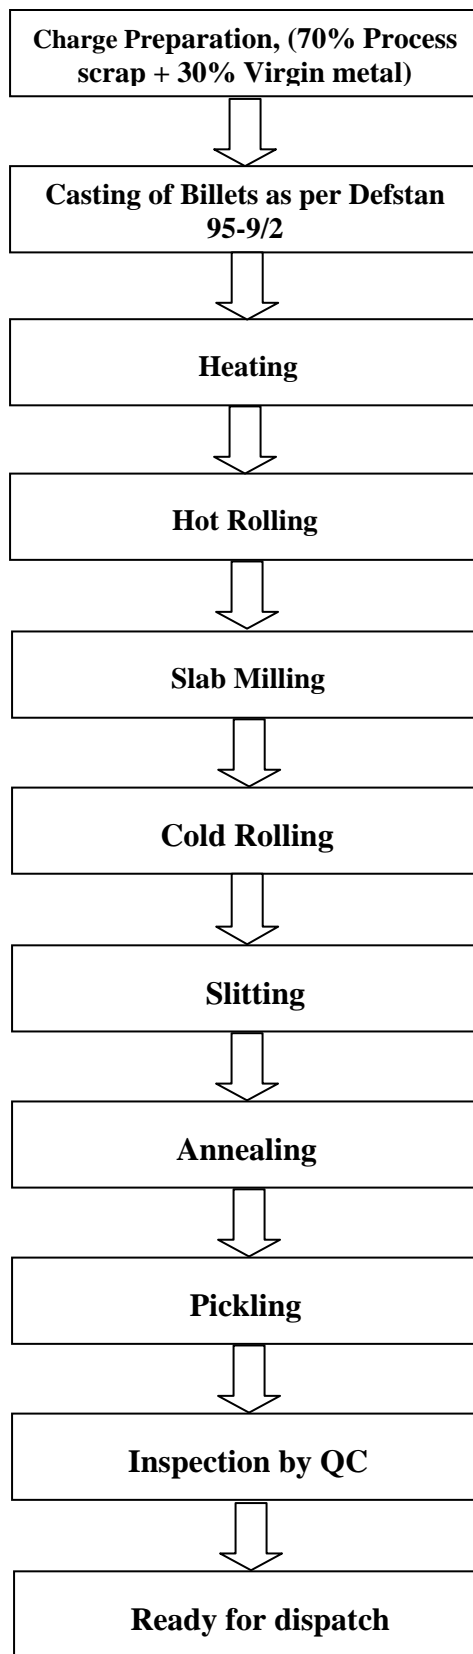 Charge Preparation, (70% Process
scrap + 30% Virgin metal)
Casting of Billets as per Defstan
95-9/2
Heating
Hot Rolling
Slab Milling
Cold Rolling
Slitting
Annealing
Pickling
Inspection by QC
Ready for dispatch